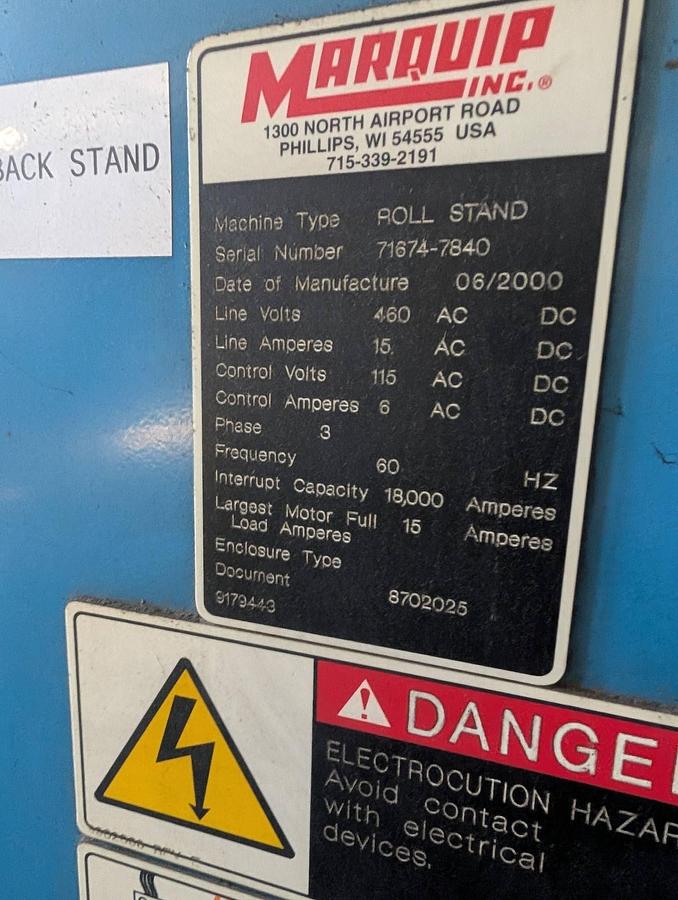 BACK STAND
MARQUIP
INC.®
1300 NORTH AIRPORT ROAD
PHILLIPS, WI 54555 USA
715-339-2191
Machine Type ROLL STAND
Serial Number 71674-7840
Date of Manufacture 06/2000
Line Volts 460 AC DC
Line Amperes 15 AC DC
Control Volts 115 AC DC
Control Amperes 6 AC DC
Phase 3
Frequency 60 HZ
Interrupt Capacity 18,000 Amperes
Largest Motor Full
Load Amperes 15 Amperes
Enclosure Type
Document
9179443 8702025
DANGE
ELECTROCUTION HAZAR
Avoid contact
with electrical
devices.